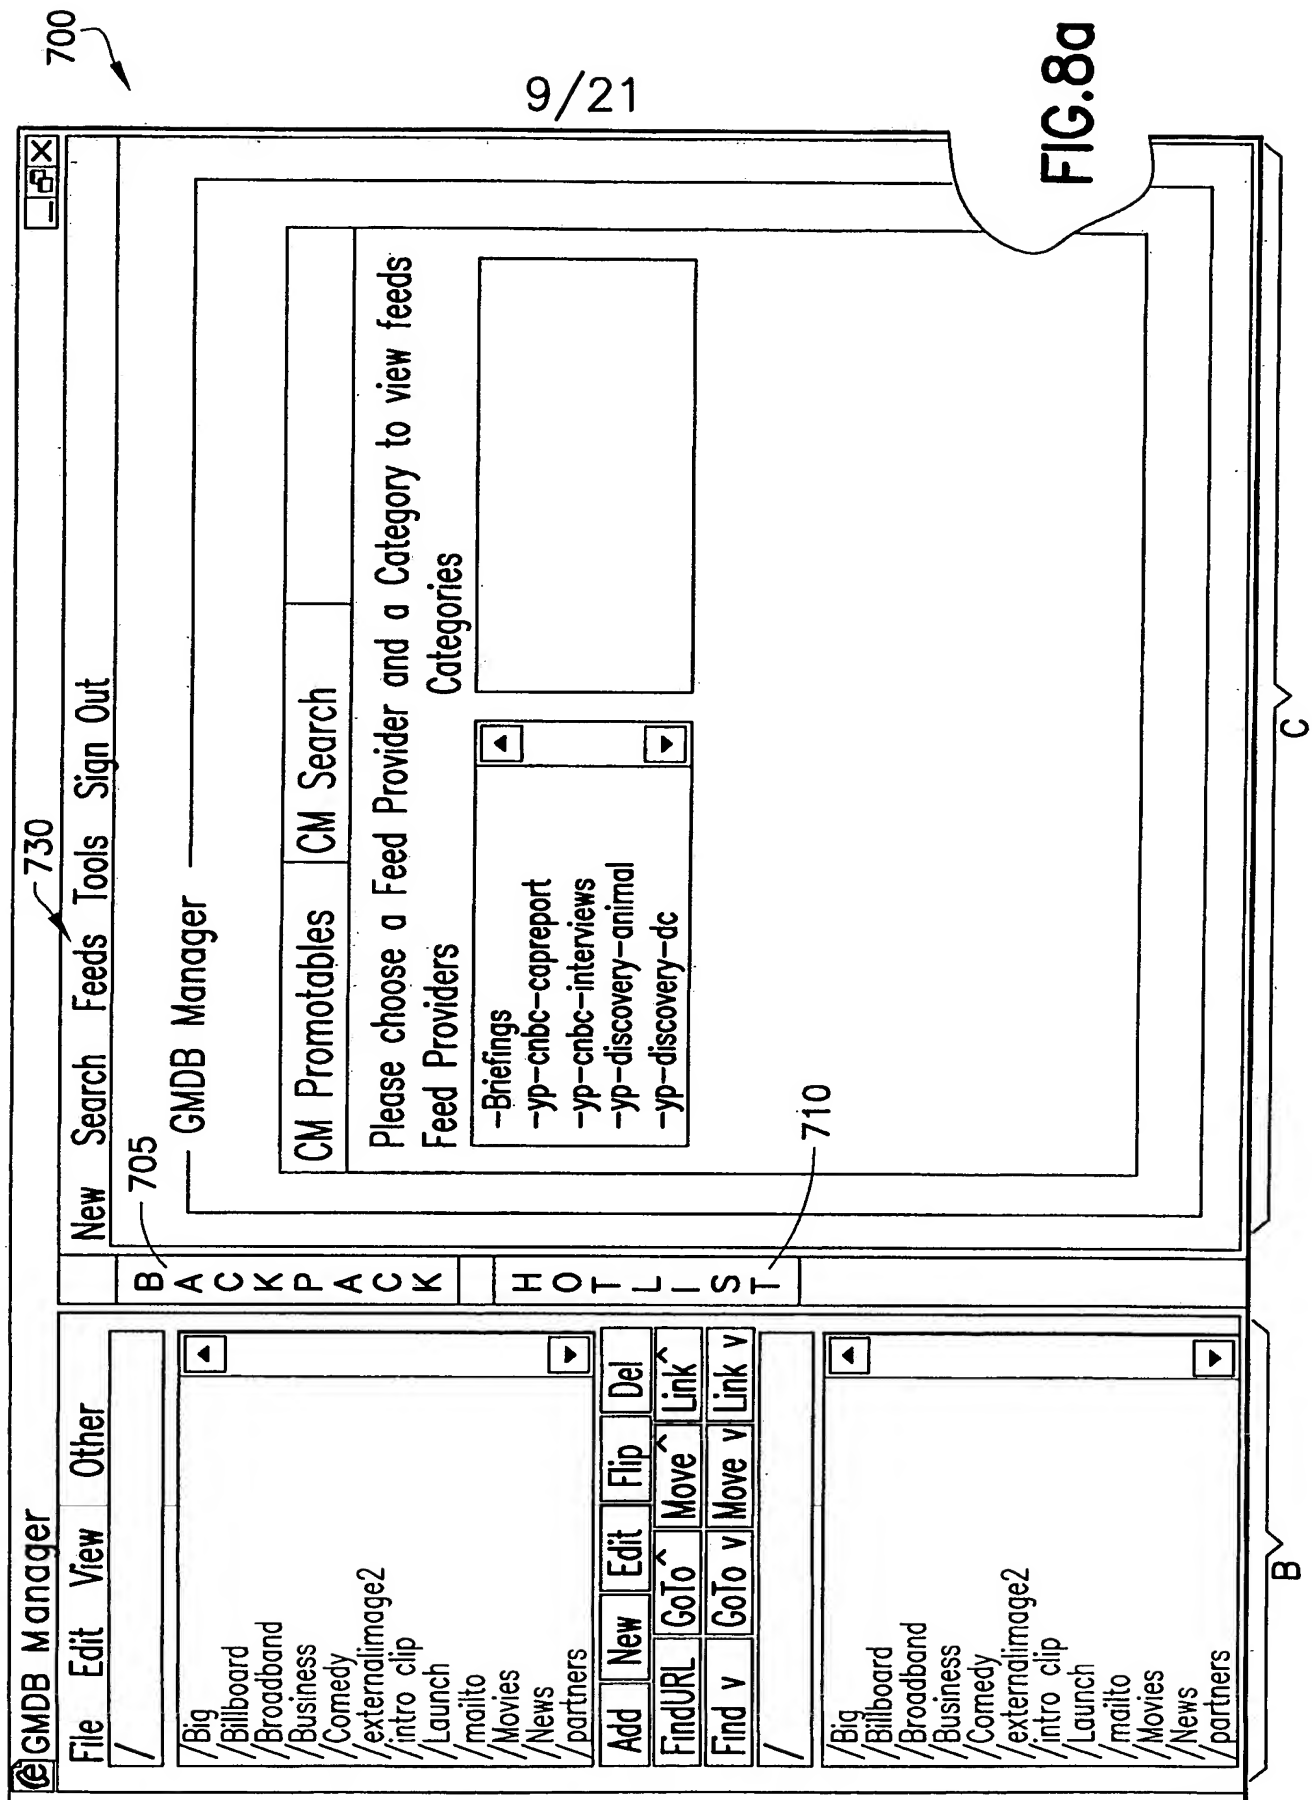 9/21
700
GMDB Manager
File Edit View Other
/
/Big
/Billboard
/Broadband
/Business
/Comedy
/externalimage2
/intro clip
/Launch
/mailto
/Movies
/News
/partners
Add New Edit Flip Del
FindURL GoTo ^ Move ^ Link ^
Find v GoTo v Move v Link v
/
/Big
/Billboard
/Broadband
/Business
/Comedy
/externalimage2
/intro clip
/Launch
/mailto
/Movies
/News
/partners
B
BACKPACK
HOTLIST
705
710
730
New Search Feeds Tools Sign Out
GMDB Manager
CM Promotables CM Search
Please choose a Feed Provider and a Category to view feeds
Feed Providers Categories
-Briefings
-yp-cnbc-capreport
-yp-cnbc-interviews
-yp-discovery-animal
-yp-discovery-dc
C
FIG.8a